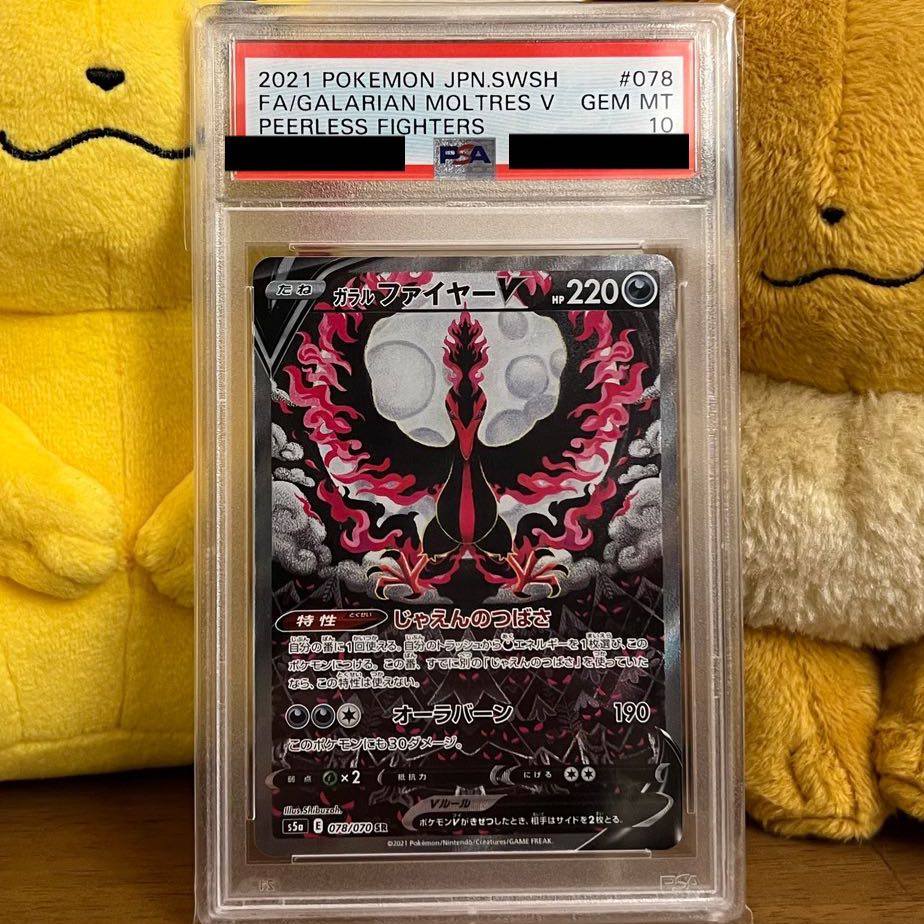 2021 POKEMON JPN.SWSH #078
FA/GALARIAN MOLTRES V GEM MT
PEERLESS FIGHTERS 10
PSA
たね ガラル ファイヤーV HP 220
特性 とくせい じゃえんのつばさ
自分の番に1回使える。自分のトラッシュからエネルギーを1枚選び、この
ポケモンにつける。この番、すでに別の「じゃえんのつばさ」を使っていた
なら、この特性は使えない。
オーラバーン 190
このポケモンにも30ダメージ。
弱点 ×2 抵抗力 にげる
Vルール
ポケモンVがきぜつしたとき、相手はサイドを2枚とる。
Illus. Shibuzoh.
s5a E 078/070 SR
©2021 Pokémon/Nintendo/Creatures/GAME FREAK.
PSA